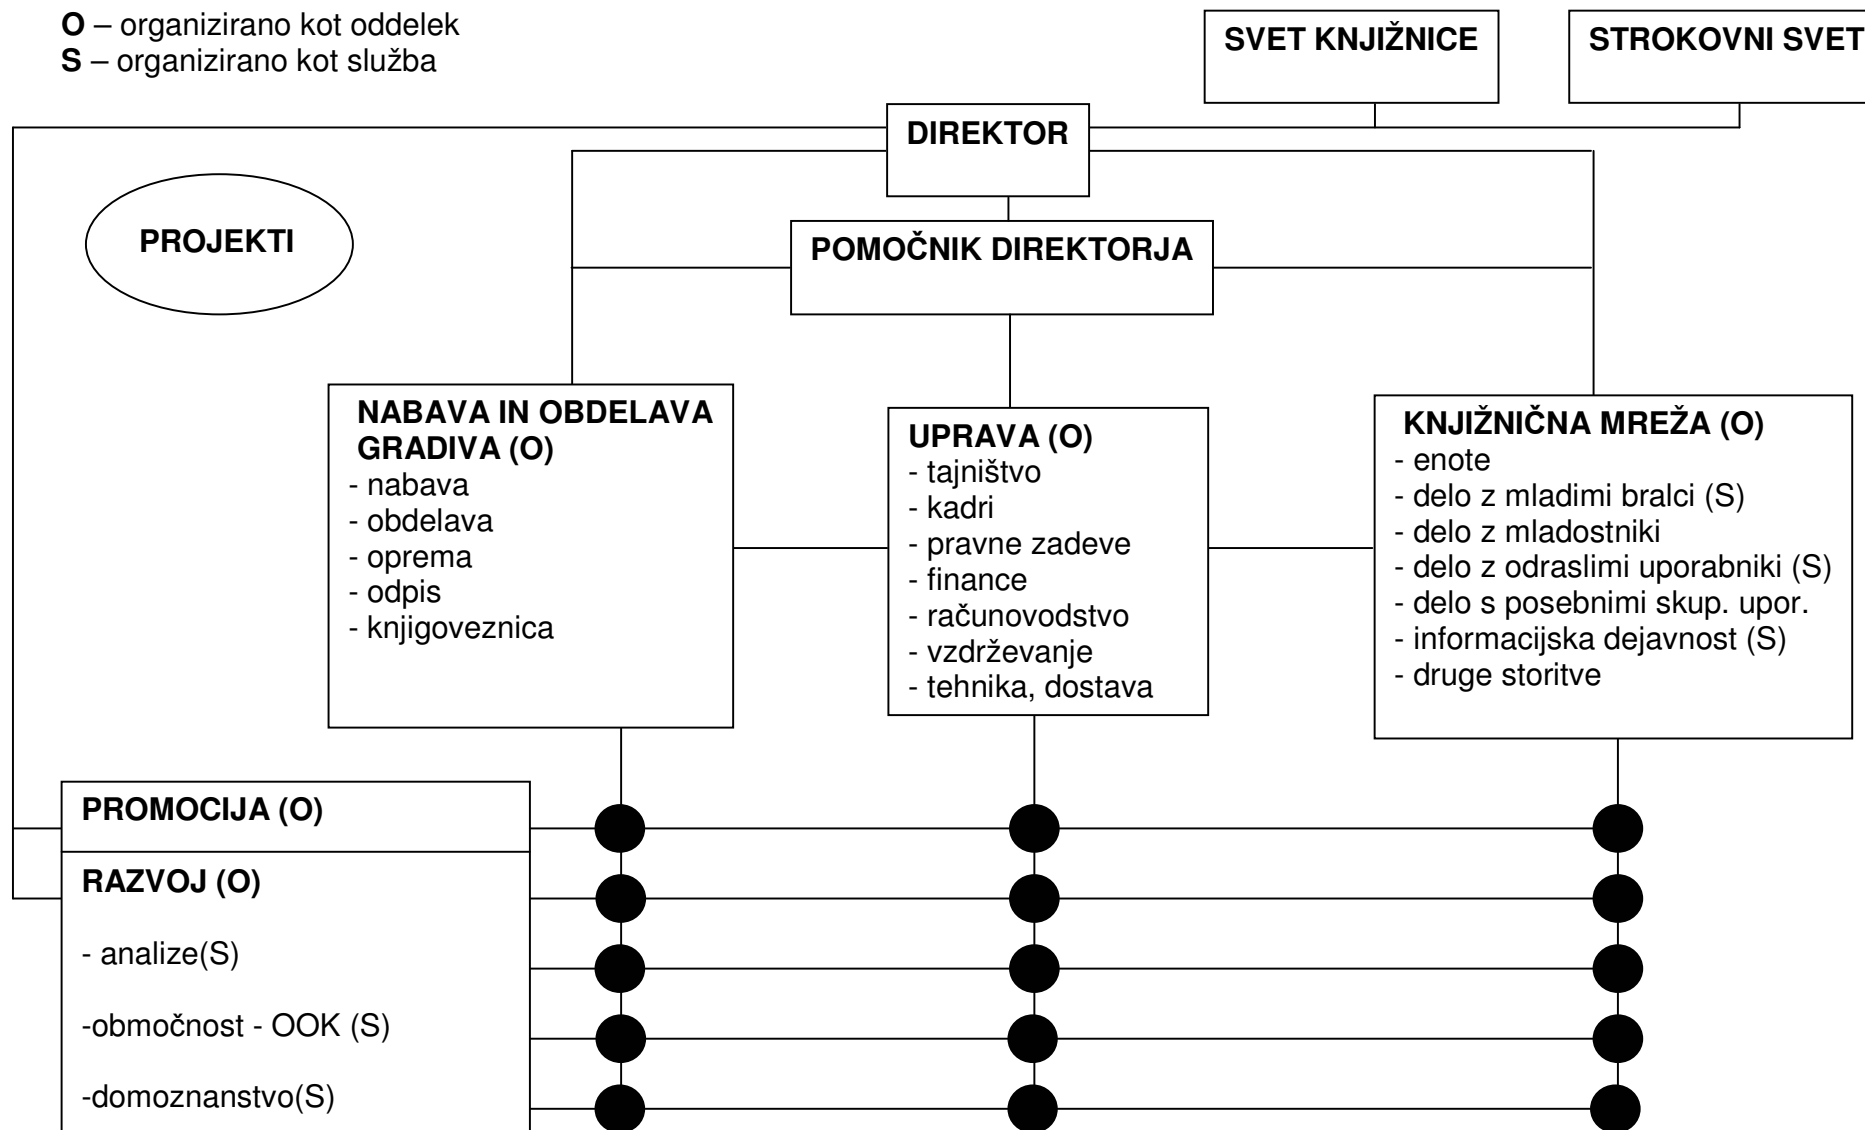 O – organizirano kot oddelek
S – organizirano kot služba
SVET KNJIŽNICE
STROKOVNI SVET
DIREKTOR
PROJEKTI
POMOČNIK DIREKTORJA
NABAVA IN OBDELAVA
GRADIVA (O)
- nabava
- obdelava
- oprema
- odpis
- knjigoveznica
UPRAVA (O)
- tajništvo
- kadri
- pravne zadeve
- finance
- računovodstvo
- vzdrževanje
- tehnika, dostava
KNJIŽNIČNA MREŽA (O)
- enote
- delo z mladimi bralci (S)
- delo z mladostniki
- delo z odraslimi uporabniki (S)
- delo s posebnimi skup. upor.
- informacijska dejavnost (S)
- druge storitve
PROMOCIJA (O)
RAZVOJ (O)
- analize(S)
-območnost - OOK (S)
-domoznanstvo(S)